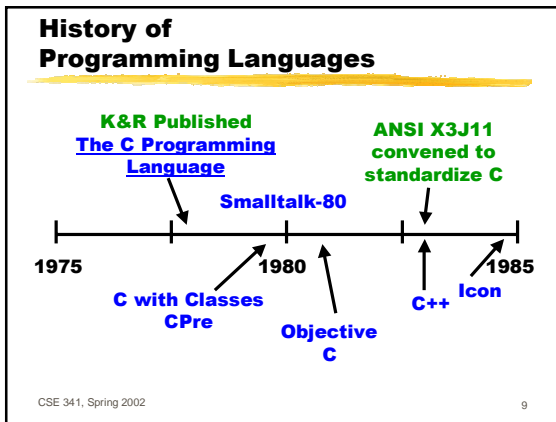 History of
Programming Languages
K&R Published
The C Programming
Language
ANSI X3J11
convened to
standardize C
Smalltalk-80
1975
1980
1985
C with Classes
CPre
Objective
C
C++
Icon
CSE 341, Spring 2002
9